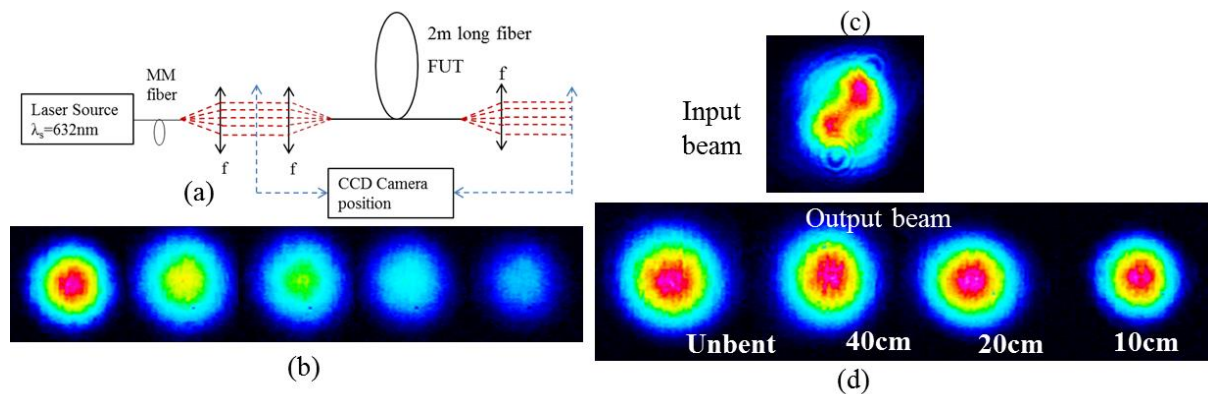 (c)
2m long fiber
FUT
MM
fiber
f
Laser Source
λs=632nm
f
f
(a)
CCD Camera
position
Input
beam
(b)
Output beam
Unbent
40cm
20cm
10cm
(d)